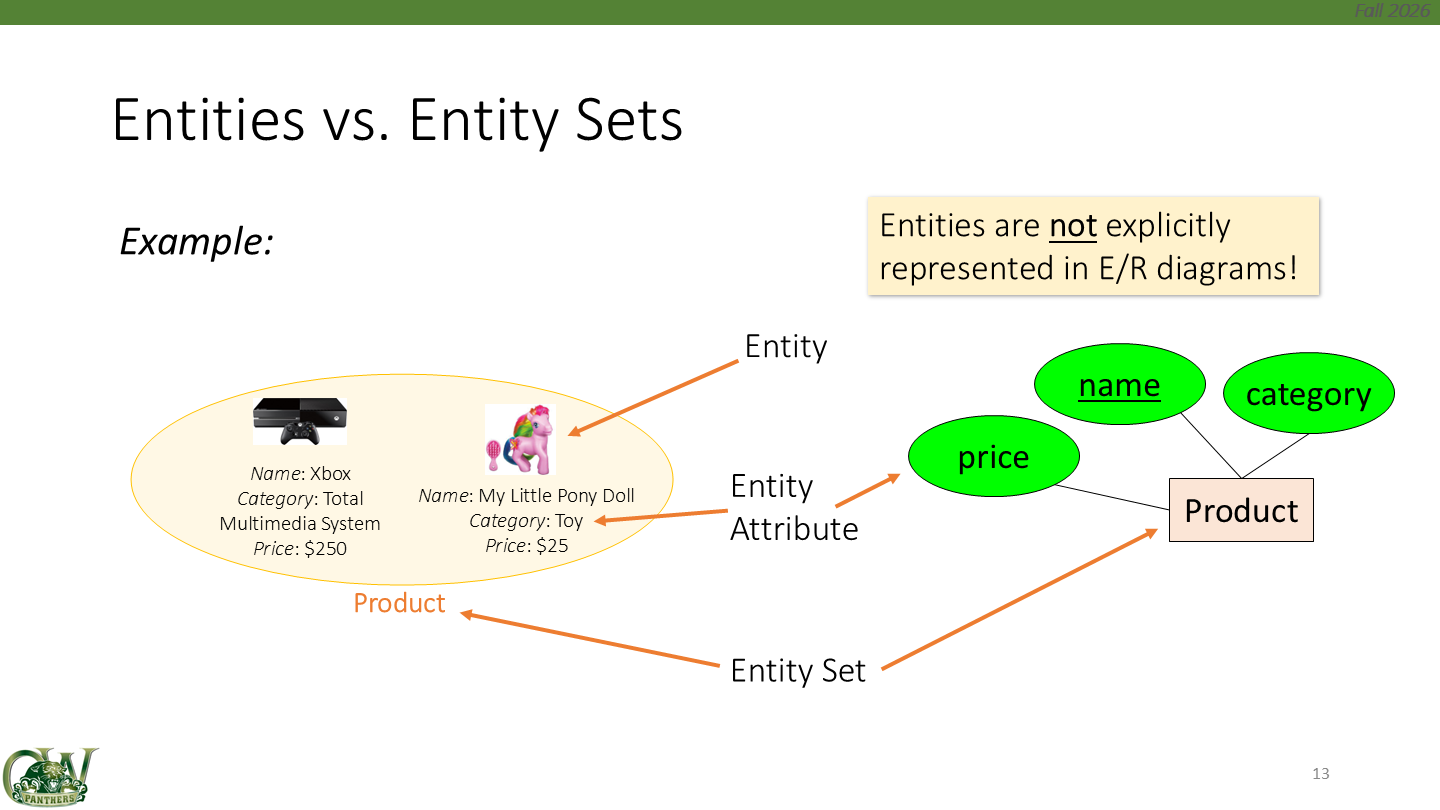 Fall 2026
Entities vs. Entity Sets
Example:
Entities are not explicitly
represented in E/R diagrams!
Entity
Name: Xbox
Category: Total
Multimedia System
Price: $250
Name: My Little Pony Doll
Category: Toy
Price: $25
Product
Entity
Attribute
Entity Set
price
name
category
Product
OW
PANTHERS
13